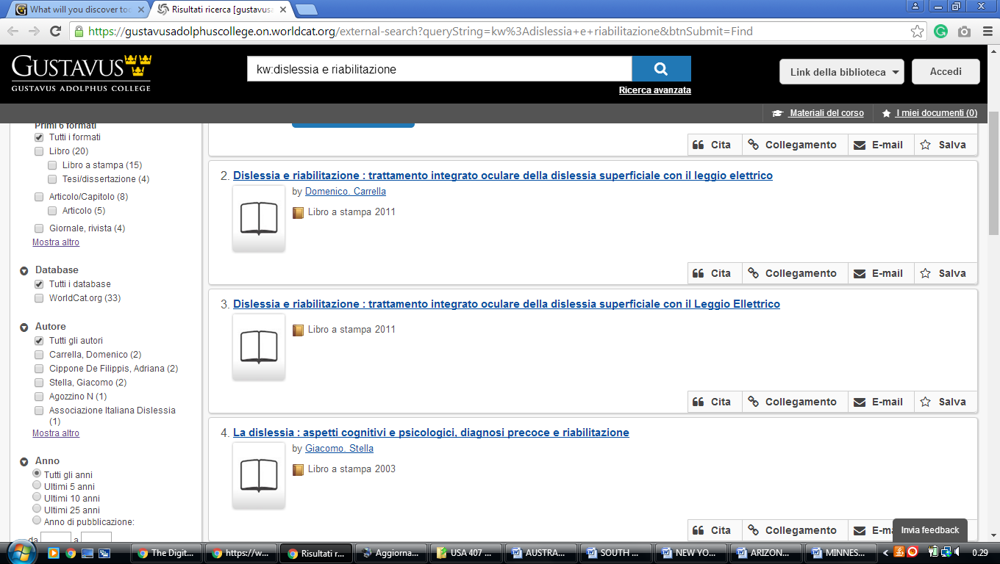 What will you discover too
Risultati ricerca [gustavus
https://gustavusadolphuscollege.on.worldcat.org/external-search?queryString=kw%3Adislessia+e+riabilitazione&btnSubmit=Find
GUSTAVUS
GUSTAVUS ADOLPHUS COLLEGE
kw:dislessia e riabilitazione
Ricerca avanzata
Link della biblioteca
Accedi
Materiali del corso
I miei documenti (0)
Primi 6 formati
Tutti i formati
Libro (20)
Libro a stampa (15)
Tesi/dissertazione (4)
Articolo/Capitolo (8)
Articolo (5)
Giornale, rivista (4)
Mostra altro
Database
Tutti i database
WorldCat.org (33)
Autore
Tutti gli autori
Carrella, Domenico (2)
Cippone De Filippis, Adriana (2)
Stella, Giacomo (2)
Agozzino N (1)
Associazione Italiana Dislessia
(1)
Mostra altro
Anno
Tutti gli anni
Ultimi 5 anni
Ultimi 10 anni
Ultimi 25 anni
Anno di pubblicazione:
da a
Cita Collegamento E-mail Salva
2. Dislessia e riabilitazione : trattamento integrato oculare della dislessia superficiale con il leggio elettrico
by Domenico. Carrella
Libro a stampa 2011
Cita Collegamento E-mail Salva
3. Dislessia e riabilitazione : trattamento integrato oculare della dislessia superficiale con il Leggio Ellettrico
Libro a stampa 2011
Cita Collegamento E-mail Salva
4. La dislessia : aspetti cognitivi e psicologici, diagnosi precoce e riabilitazione
by Giacomo. Stella
Libro a stampa 2003
Cita Collegamento E-ma
Invia feedback
The Digit... https://w... Risultati r... Aggiorna... USA 407 ... AUSTRA... SOUTH ... NEW YO... ARIZON... MINNES... 0.29